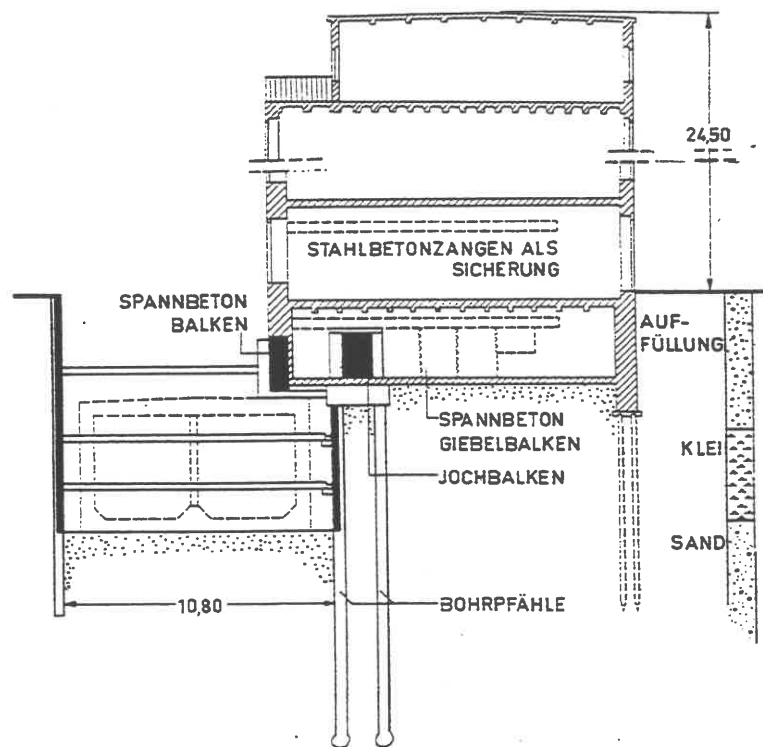 24,50
STAHLBETONZANGEN ALS
SICHERUNG
SPANNBETON
BALKEN
AUF-
FÜLLUNG
SPANNBETON
GIEBELBALKEN
KLEI
JOCHBALKEN
SAND
10,80
BOHRPFÄHLE